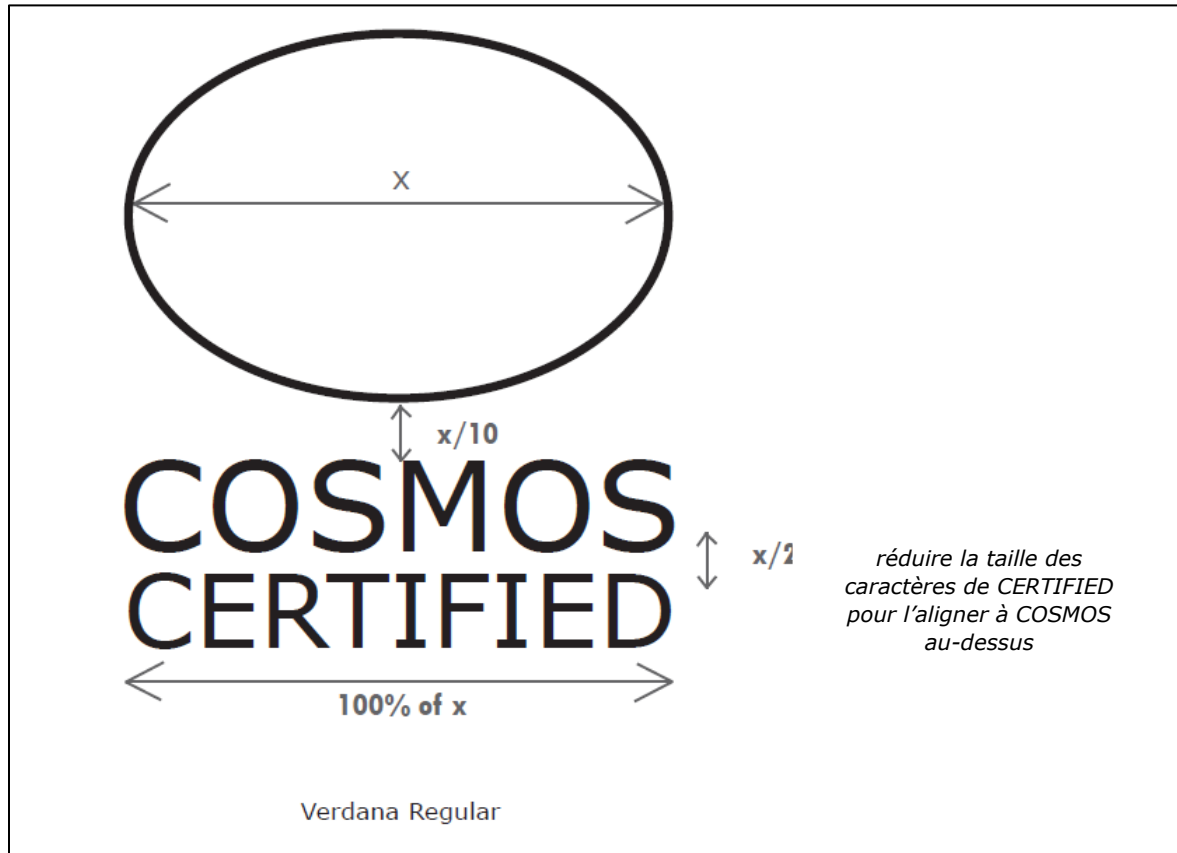 X
x/10
COSMOS
x/2
CERTIFIED
réduire la taille des
caractères de CERTIFIED
pour l’aligner à COSMOS
au-dessus
100% of x
Verdana Regular